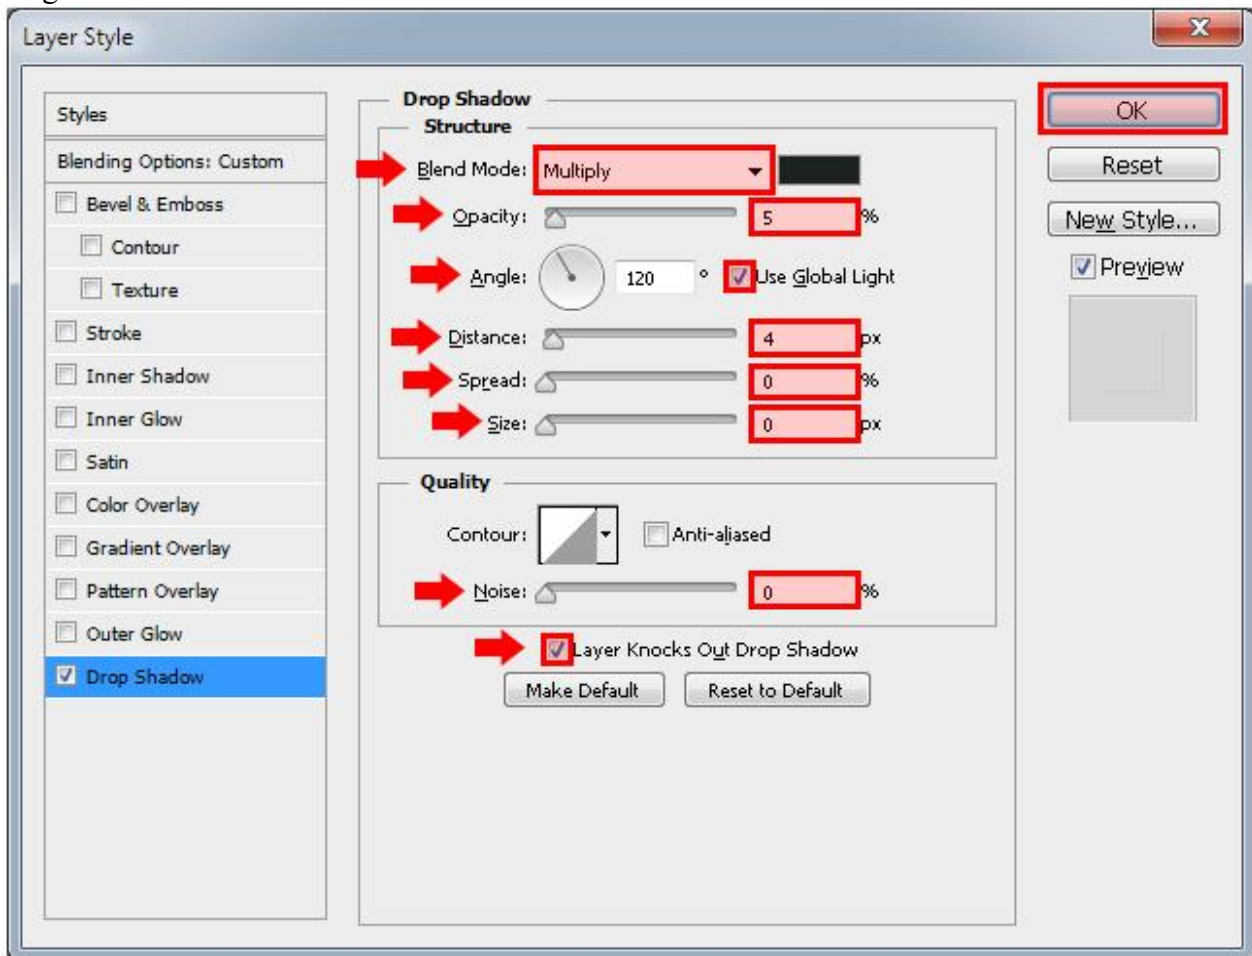 Layer Style
X
Styles
Blending Options: Custom
Bevel & Emboss
Contour
Texture
Stroke
Inner Shadow
Inner Glow
Satin
Color Overlay
Gradient Overlay
Pattern Overlay
Outer Glow
Drop Shadow
Drop Shadow
Structure
Blend Mode: Multiply
Opacity: 5 %
Angle: 120 ° Use Global Light
Distance: 4 px
Spread: 0 %
Size: 0 px
Quality
Contour: Anti-aliased
Noise: 0 %
Layer Knocks Out Drop Shadow
Make Default Reset to Default
OK
Reset
New Style...
Preview